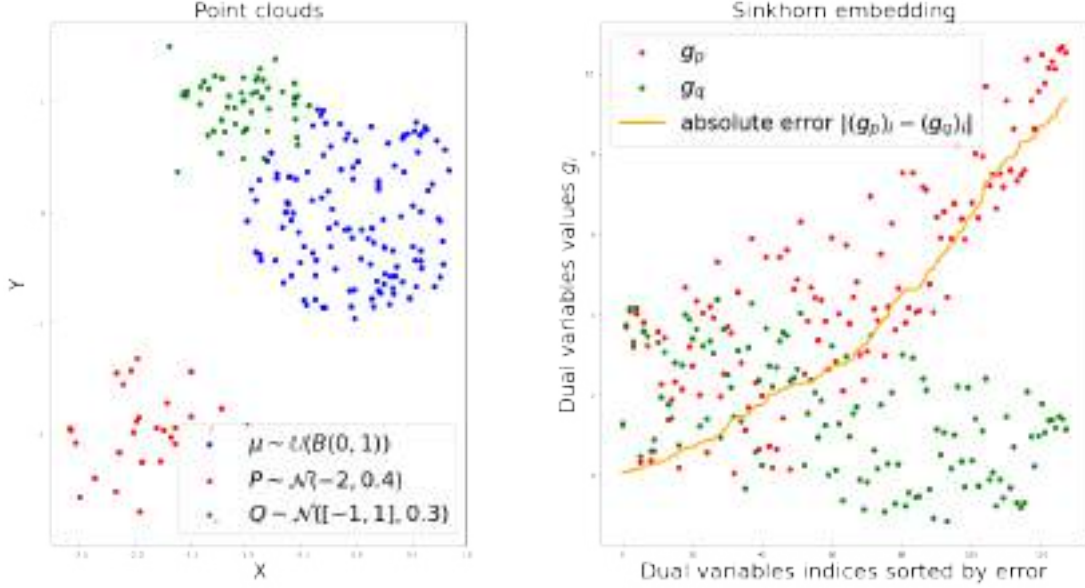 Point clouds
Y
X
μ ~ 𝒰(B(0, 1))
P ~ 𝒩(−2, 0.4)
Q ~ 𝒩([−1, 1], 0.3)
Sinkhorn embedding
g_p
g_q
absolute error |(g_p)_i − (g_q)_i|
Dual variables values g_i
Dual variables indices sorted by error